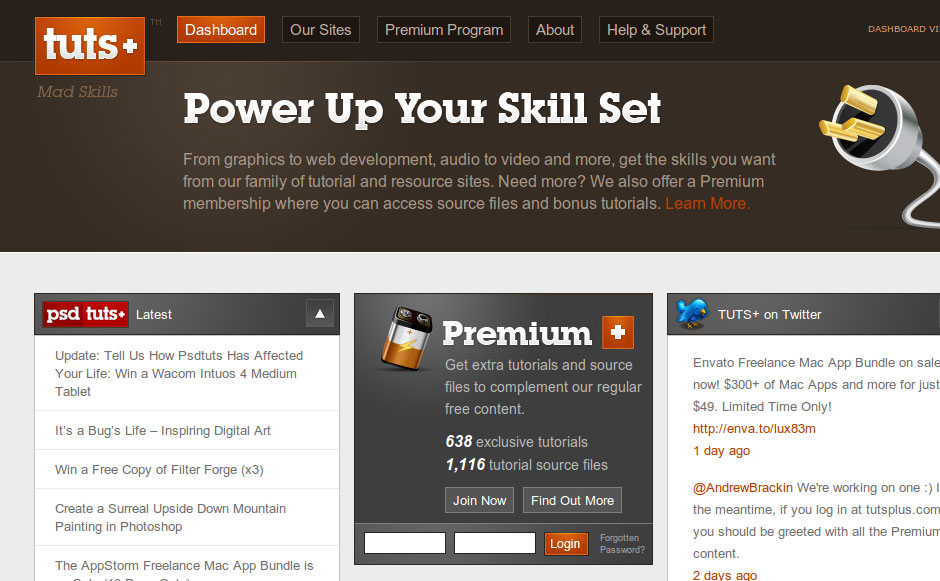 tuts+
TM
Mad Skills
Dashboard
Our Sites
Premium Program
About
Help & Support
DASHBOARD
Power Up Your Skill Set
From graphics to web development, audio to video and more, get the skills you want
from our family of tutorial and resource sites. Need more? We also offer a Premium
membership where you can access source files and bonus tutorials. Learn More.
psd tuts+ Latest
Update: Tell Us How Psdtuts Has Affected
Your Life: Win a Wacom Intuos 4 Medium
Tablet
It's a Bug's Life – Inspiring Digital Art
Win a Free Copy of Filter Forge (x3)
Create a Surreal Upside Down Mountain
Painting in Photoshop
The AppStorm Freelance Mac App Bundle is
Premium +
Get extra tutorials and source
files to complement our regular
free content.
638 exclusive tutorials
1,116 tutorial source files
Join Now
Find Out More
Login
Forgotten
Password?
TUTS+ on Twitter
Envato Freelance Mac App Bundle on sale
now! $300+ of Mac Apps and more for just
$49. Limited Time Only!
http://enva.to/lux83m
1 day ago
@AndrewBrackin We're working on one :) I
the meantime, if you log in at tutsplus.com
you should be greeted with all the Premium
content.
2 days ago